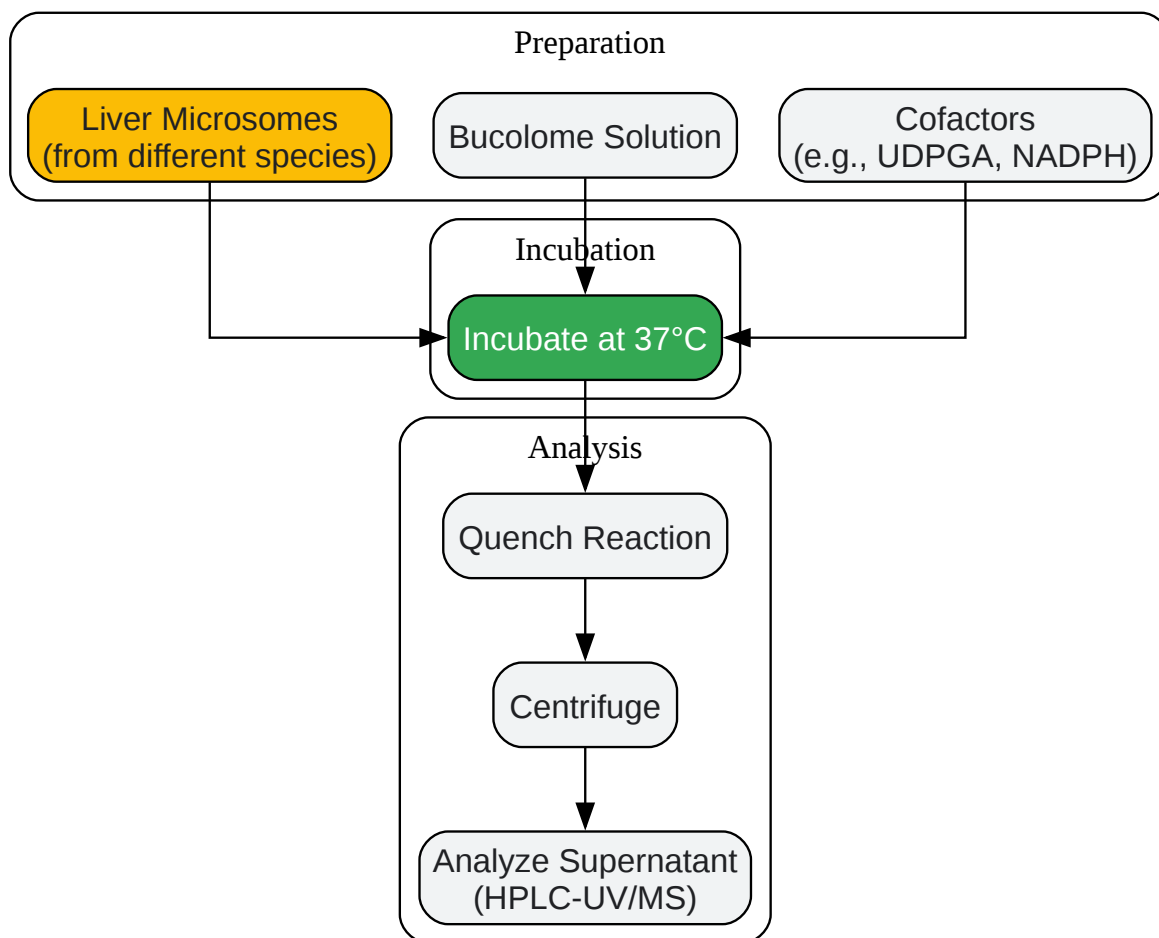 Preparation
Liver Microsomes
(from different species)
Bucolome Solution
Cofactors
(e.g., UDPGA, NADPH)
Incubation
Incubate at 37°C
Analysis
Quench Reaction
Centrifuge
Analyze Supernatant
(HPLC-UV/MS)